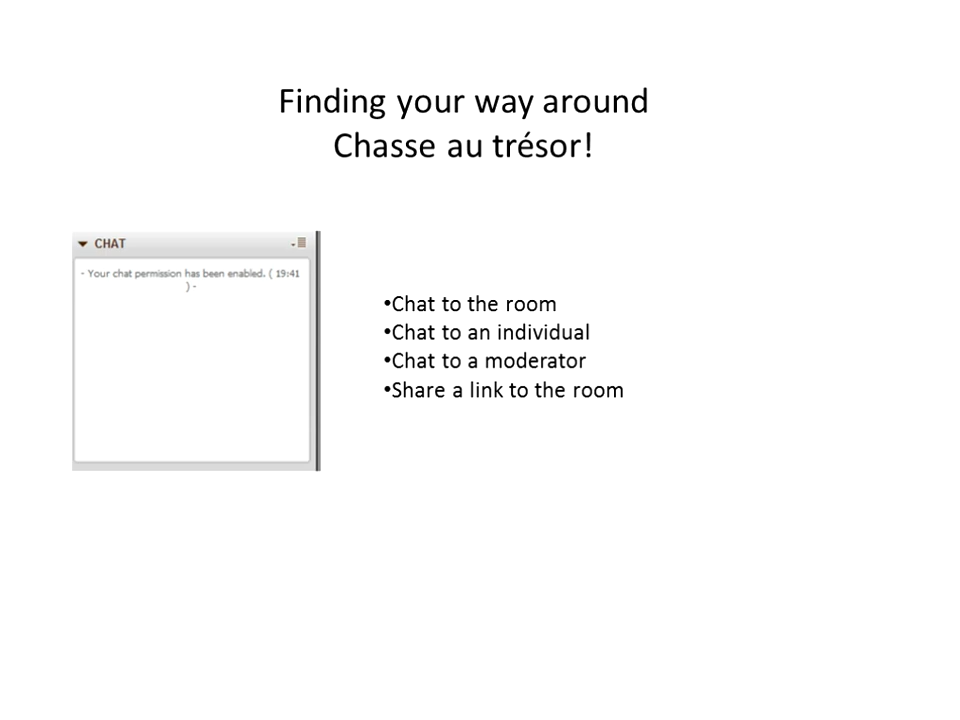 Finding your way around
Chasse au trésor!
CHAT
- Your chat permission has been enabled. ( 19:41
) -
•Chat to the room
•Chat to an individual
•Chat to a moderator
•Share a link to the room